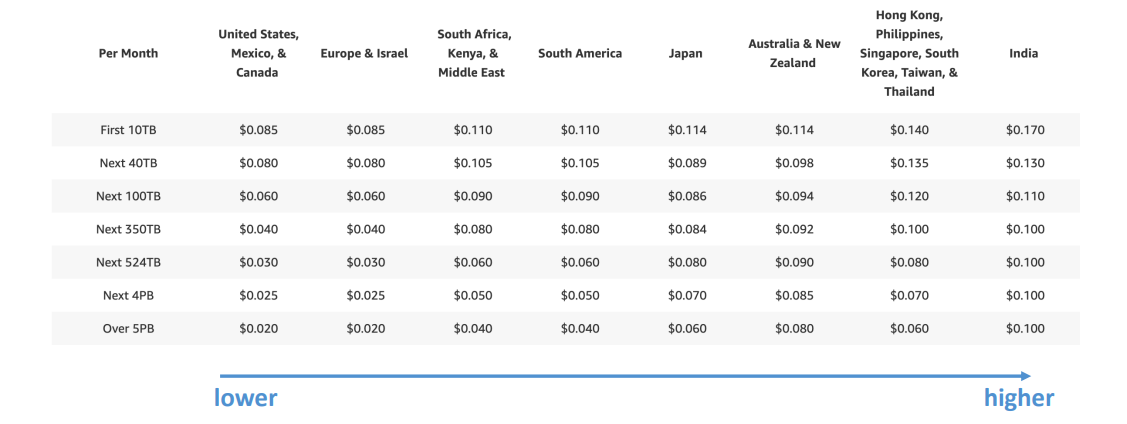 Per Month United States, Mexico, & Canada Europe & Israel South Africa, Kenya, & Middle East South America Japan Australia & New Zealand Hong Kong, Philippines, Singapore, South Korea, Taiwan, & Thailand India
First 10TB $0.085 $0.085 $0.110 $0.110 $0.114 $0.114 $0.140 $0.170
Next 40TB $0.080 $0.080 $0.105 $0.105 $0.089 $0.098 $0.135 $0.130
Next 100TB $0.060 $0.060 $0.090 $0.090 $0.086 $0.094 $0.120 $0.110
Next 350TB $0.040 $0.040 $0.080 $0.080 $0.084 $0.092 $0.100 $0.100
Next 524TB $0.030 $0.030 $0.060 $0.060 $0.080 $0.090 $0.080 $0.100
Next 4PB $0.025 $0.025 $0.050 $0.050 $0.070 $0.085 $0.070 $0.100
Over 5PB $0.020 $0.020 $0.040 $0.040 $0.060 $0.080 $0.060 $0.100
lower higher